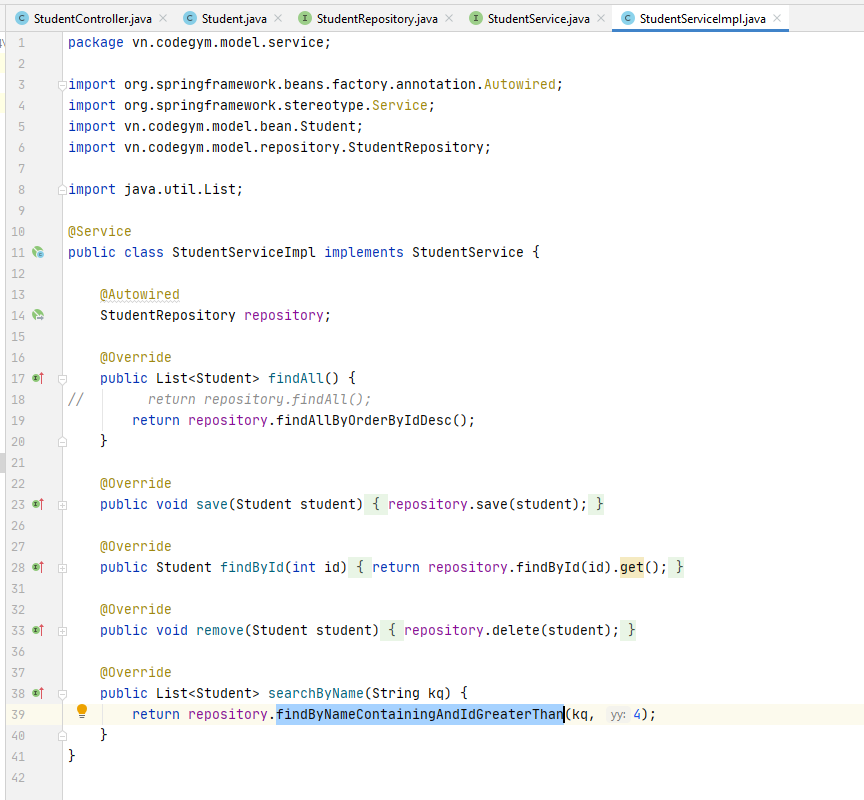 StudentController.java Student.java StudentRepository.java StudentService.java StudentServiceImpl.java
1 package vn.codegym.model.service;
2
3 import org.springframework.beans.factory.annotation.Autowired;
4 import org.springframework.stereotype.Service;
5 import vn.codegym.model.bean.Student;
6 import vn.codegym.model.repository.StudentRepository;
7
8 import java.util.List;
9
10 @Service
11 public class StudentServiceImpl implements StudentService {
12
13 @Autowired
14 StudentRepository repository;
15
16 @Override
17 public List<Student> findAll() {
18 // return repository.findAll();
19 return repository.findAllByOrderByIdDesc();
20 }
21
22 @Override
23 public void save(Student student) { repository.save(student); }
26
27 @Override
28 public Student findById(int id) { return repository.findById(id).get(); }
31
32 @Override
33 public void remove(Student student) { repository.delete(student); }
36
37 @Override
38 public List<Student> searchByName(String kq) {
39 return repository.findByNameContainingAndIdGreaterThan(kq, yy: 4);
40 }
41 }
42